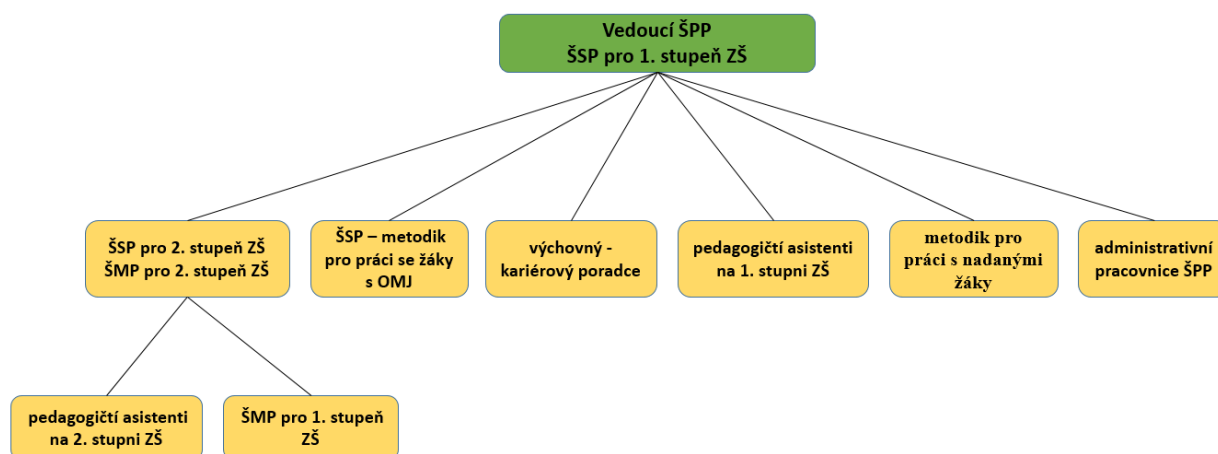 Vedoucí ŠPP
ŠSP pro 1. stupeň ZŠ
ŠSP pro 2. stupeň ZŠ
ŠMP pro 2. stupeň ZŠ
ŠSP – metodik
pro práci se žáky
s OMJ
výchovný -
kariérový poradce
pedagogičtí asistenti
na 1. stupni ZŠ
metodik pro
práci s nadanými
žáky
administrativní
pracovnice ŠPP
pedagogičtí asistenti
na 2. stupni ZŠ
ŠMP pro 1. stupeň
ZŠ